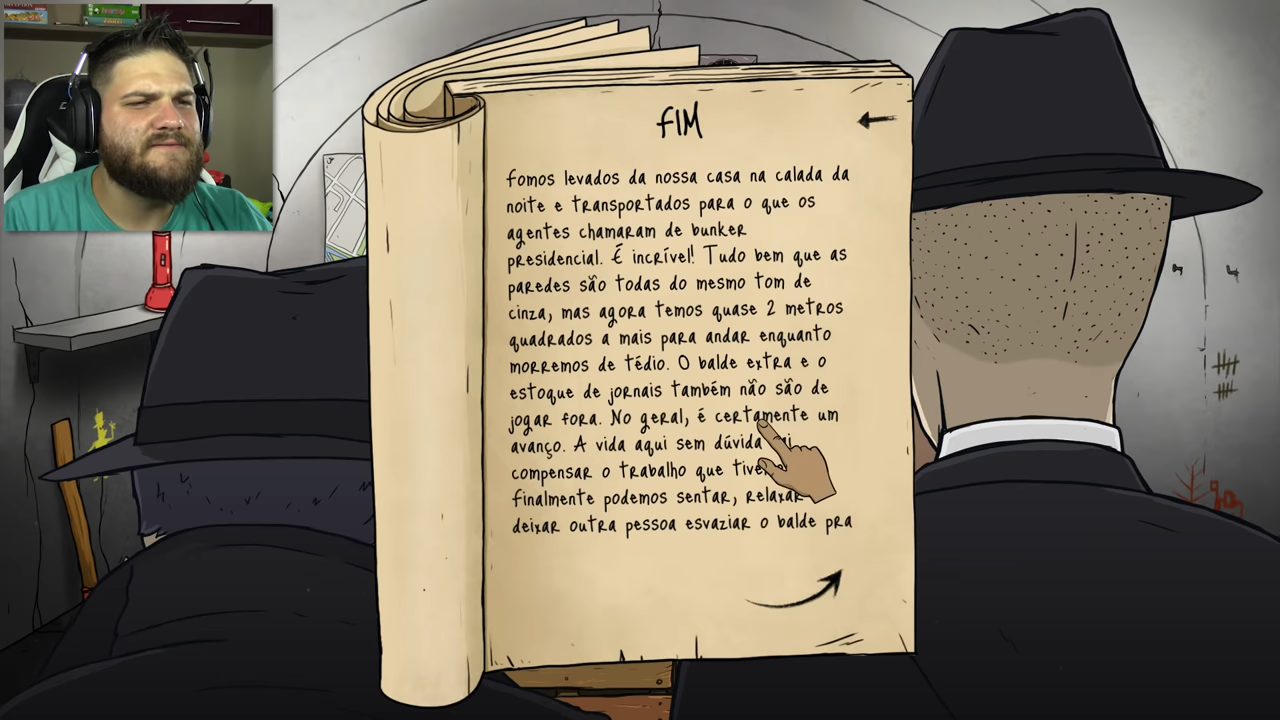 FIM
fomos levados da nossa casa na calada da
noite e transportados para o que os
agentes chamaram de bunker
presidencial. É incrível! Tudo bem que as
paredes são todas do mesmo tom de
cinza, mas agora temos quase 2 metros
quadrados a mais para andar enquanto
morremos de tédio. O balde extra e o
estoque de jornais também não são de
jogar fora. No geral, é certamente um
avanço. A vida aqui sem dúvida
compensar o trabalho que
finalmente podemos sentar, relaxar
deixar outra pessoa esvaziar o balde pra